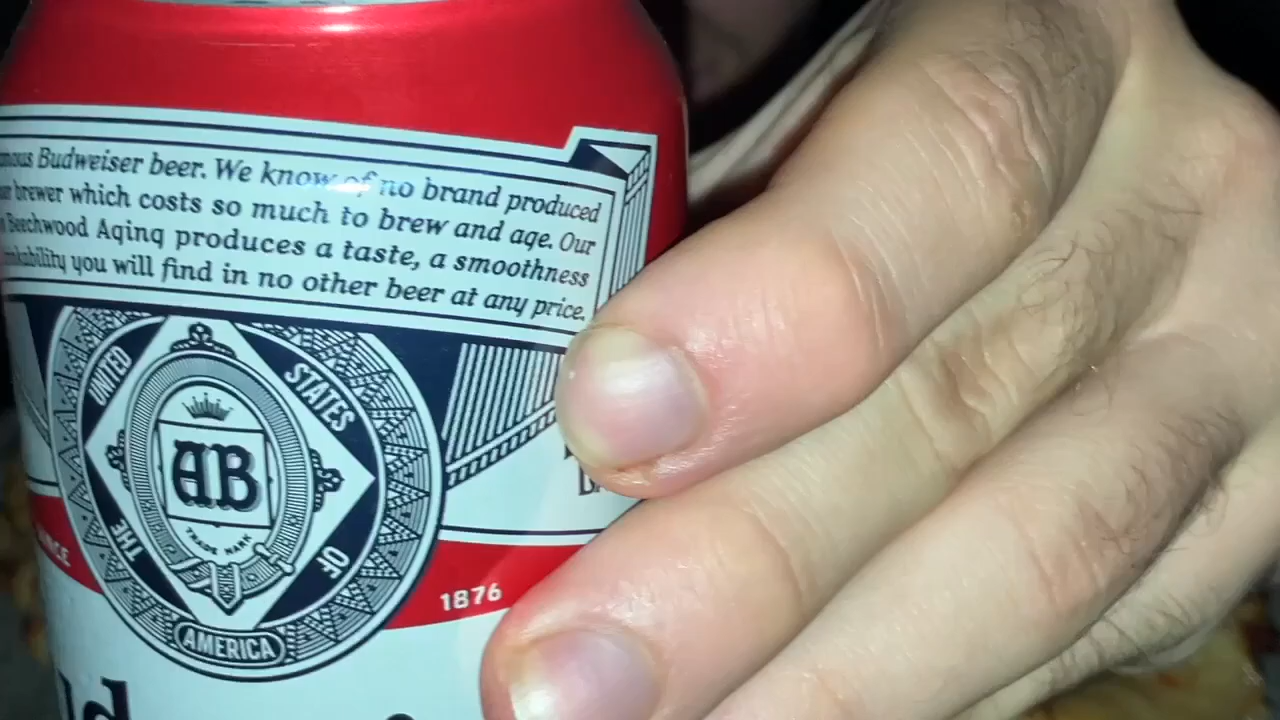 Budweiser beer. We know of no brand produced
brewer which costs so much to brew and age. Our
Beechwood Aging produces a taste, a smoothness
you will find in no other beer at any price.
UNITED STATES
AB
TRADE MARK
THE OF
AMERICA
1876